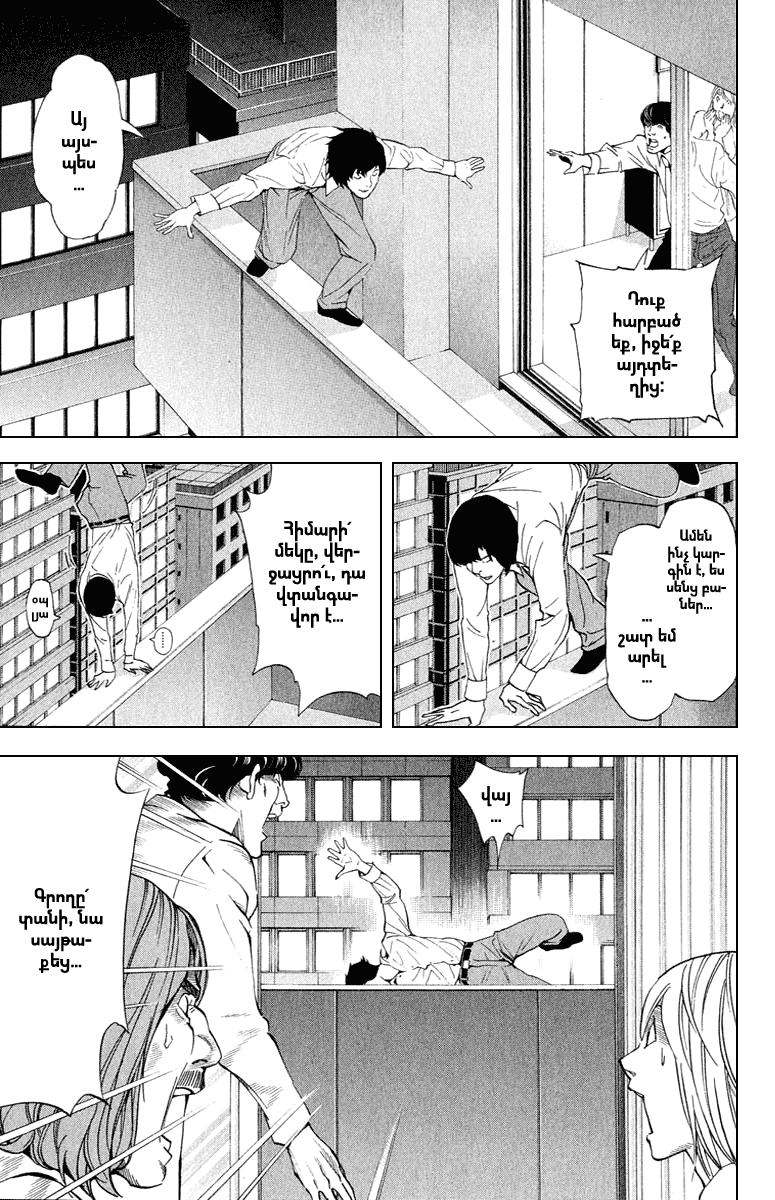 Դուք
հարբած
եք, իջե՛ք
այդտե-
ղից:
Այ
այս-
պես
...
Ամեն
ինչ կար-
գին է, ես
սենց բա-
ներ...
...
շատ եմ
արել
...
Հիմարի՛
մեկը, վեր-
ջացրո՛ւ, դա
վտանգա-
վոր է...
......
օպ
լյա
վայ
...
Գրողը՛
տանի, նա
սայթա-
քեց...